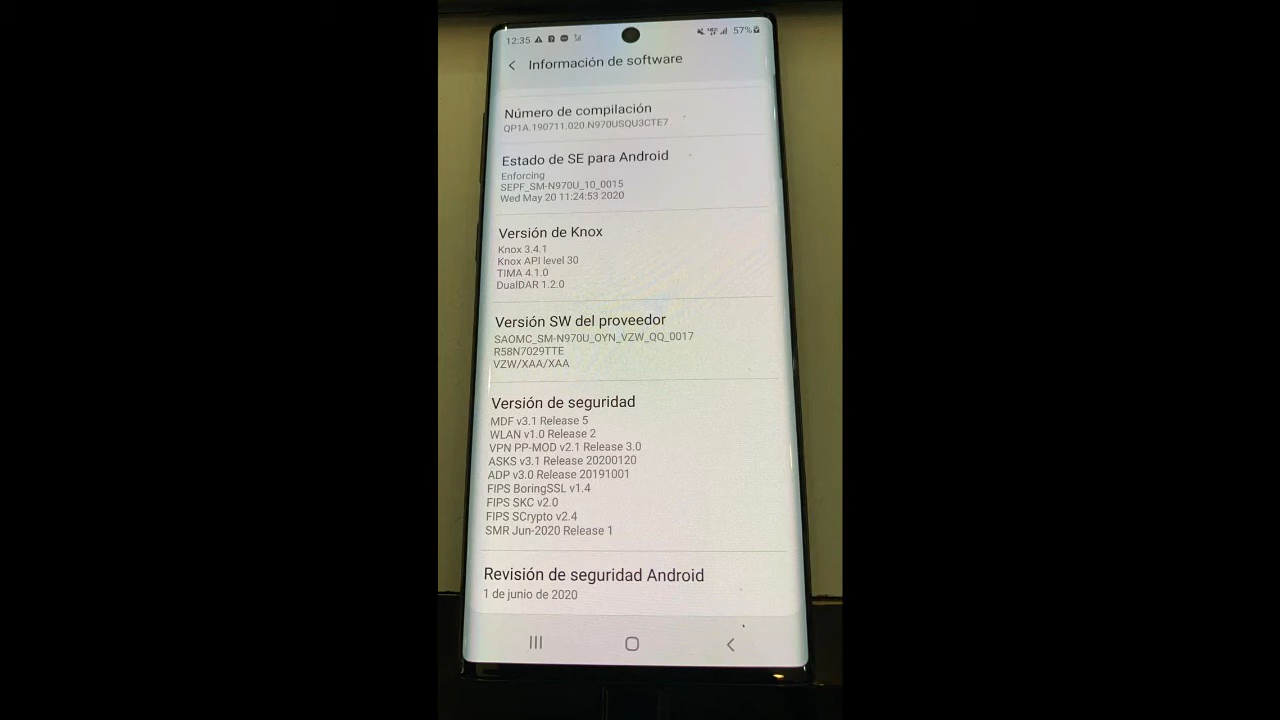 12:35
57%
Información de software
Número de compilación
QP1A.190711.020.N970USQU3CTE7
Estado de SE para Android
Enforcing
SEPF_SM-N970U_10_0015
Wed May 20 11:24:53 2020
Versión de Knox
Knox 3.4.1
Knox API level 30
TIMA 4.1.0
DualDAR 1.2.0
Versión SW del proveedor
SAOMC_SM-N970U_OYN_VZW_QQ_0017
R58N7029TTE
VZW/XAA/XAA
Versión de seguridad
MDF v3.1 Release 5
WLAN v1.0 Release 2
VPN PP-MOD v2.1 Release 3.0
ASKS v3.1 Release 20200120
ADP v3.0 Release 20191001
FIPS BoringSSL v1.4
FIPS SKC v2.0
FIPS SCrypto v2.4
SMR Jun-2020 Release 1
Revisión de seguridad Android
1 de junio de 2020